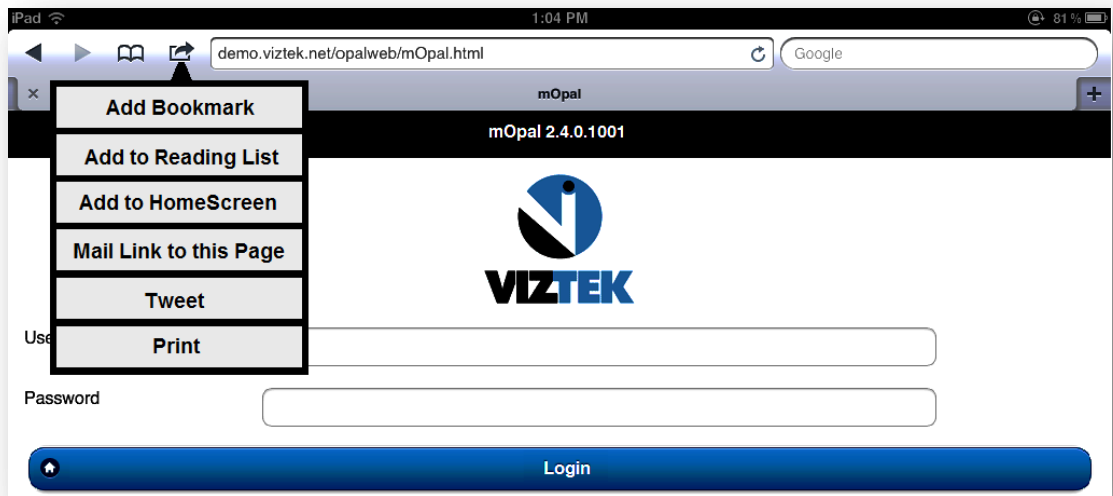 iPad 1:04 PM 81%
demo.viztek.net/opalweb/mOpal.html Google
× mOpal +
mOpal 2.4.0.1001
Add Bookmark
Add to Reading List
Add to HomeScreen
Mail Link to this Page
Tweet
Print
VIZTEK
Use
Password
Login